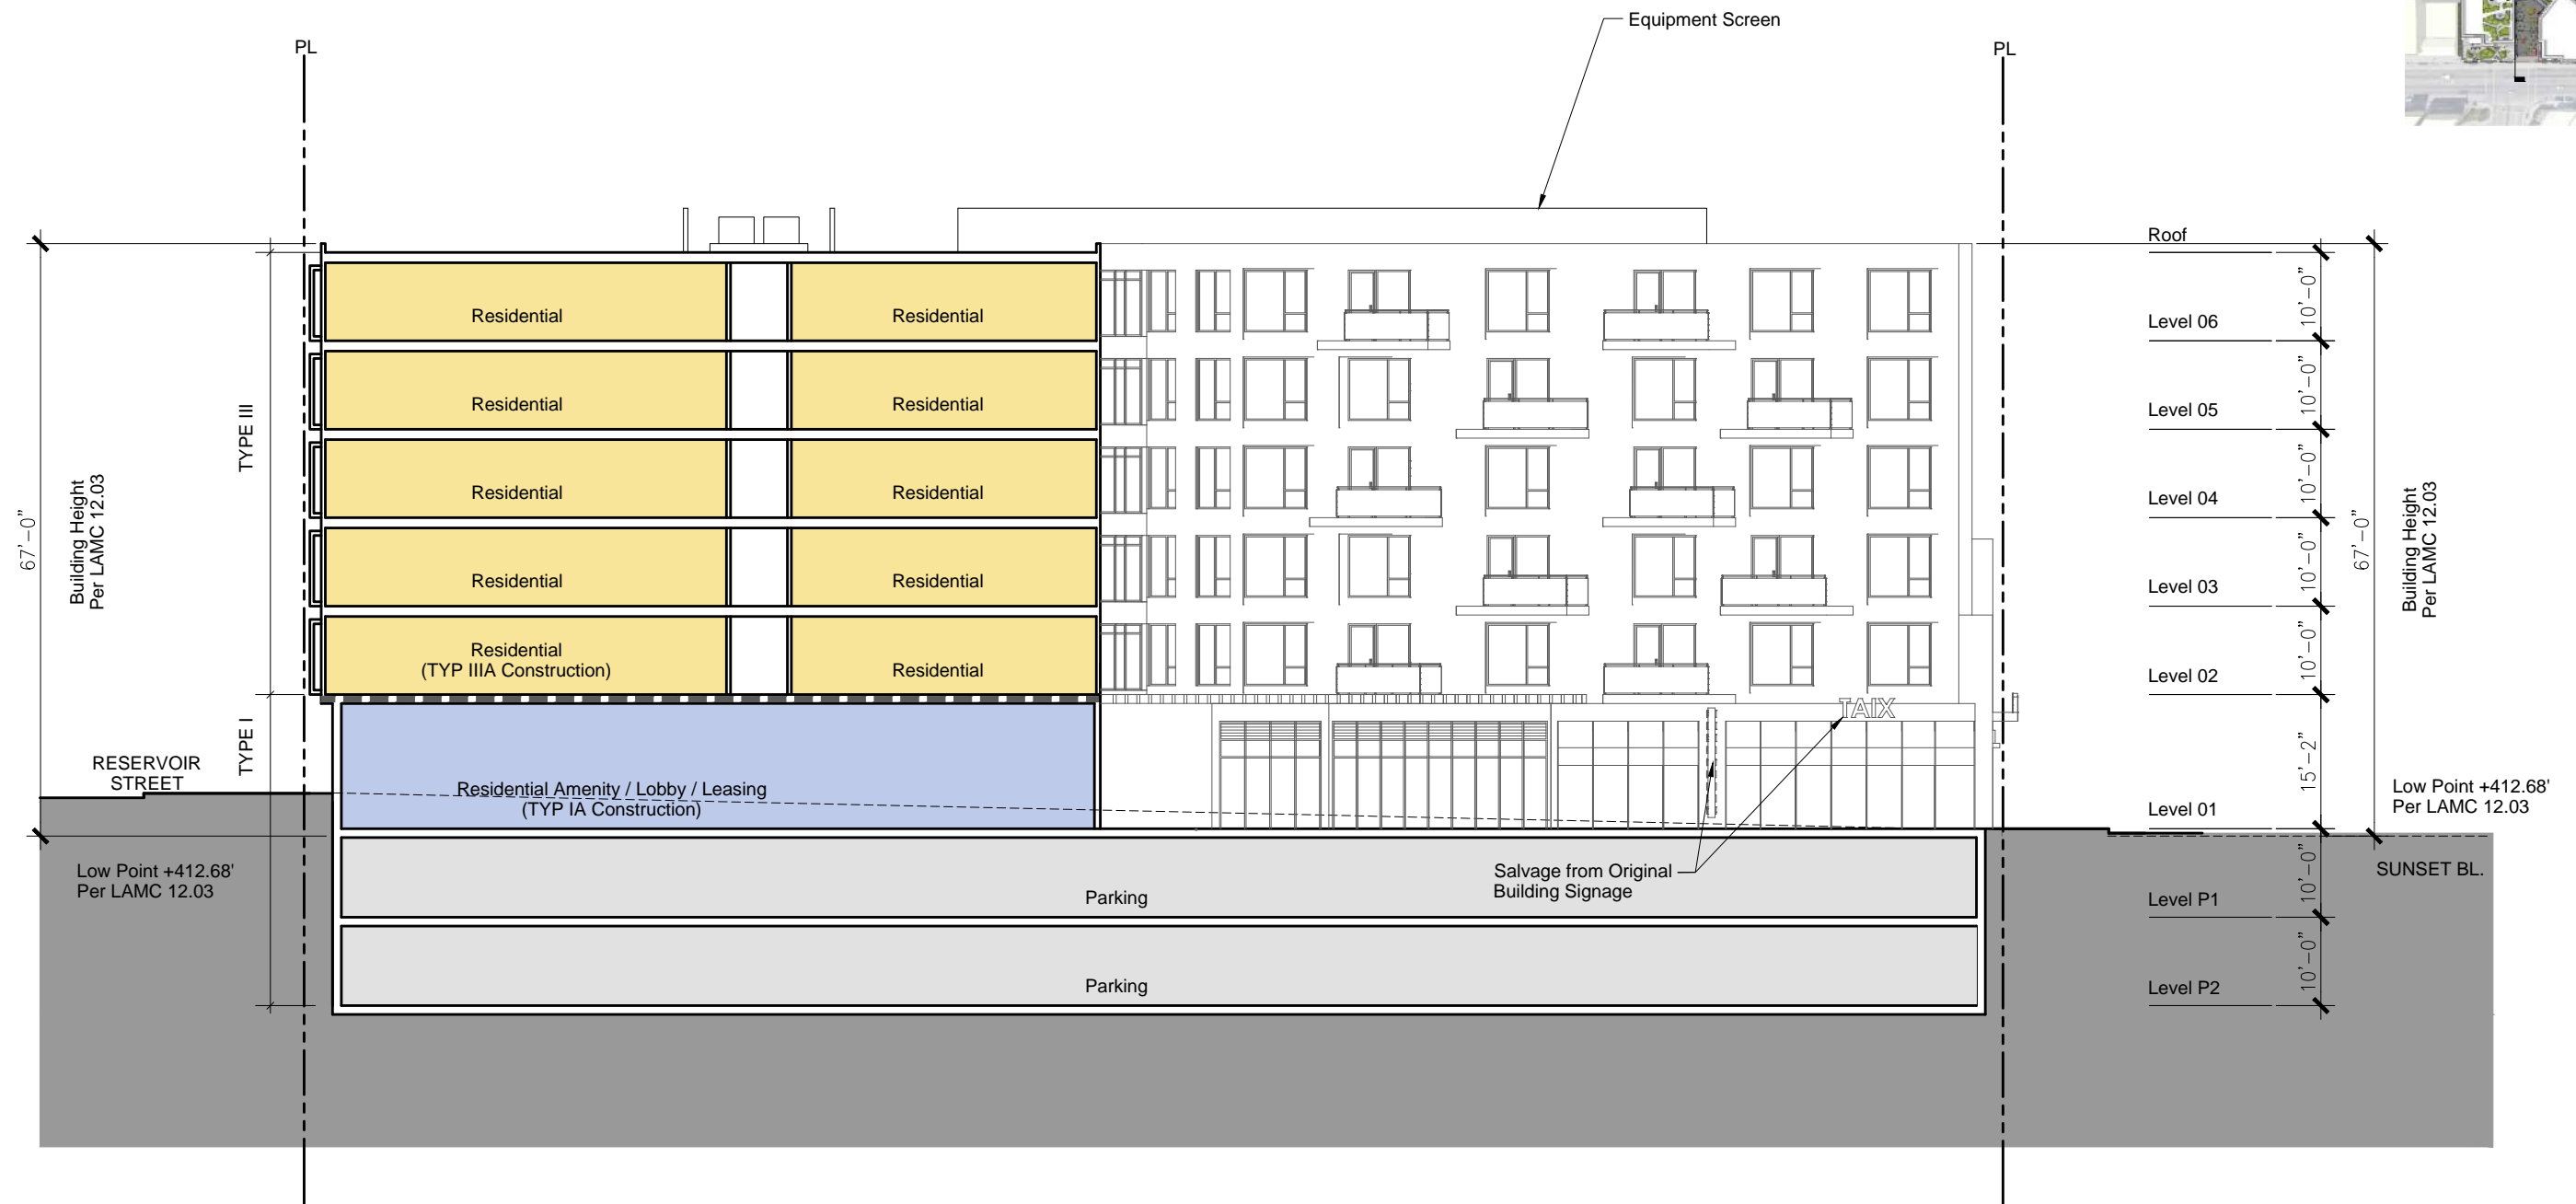 Equipment Screen
PL
PL
Roof
10'-0"
Residential
Residential
Level 06
10'-0"
Residential
Residential
Level 05
TYPE III
10'-0"
Residential
Residential
Level 04
67'-0"
Building Height
Per LAMC 12.03
10'-0"
67'-0"
Building Height
Per LAMC 12.03
Residential
Residential
Level 03
10'-0"
Residential
(TYP IIIA Construction)
Residential
Level 02
TAIX
TYPE I
15'-2"
RESERVOIR
STREET
Residential Amenity / Lobby / Leasing
(TYP IA Construction)
Level 01
Low Point +412.68'
Per LAMC 12.03
Low Point +412.68'
Per LAMC 12.03
Salvage from Original
Building Signage
10'-0"
SUNSET BL.
Parking
Level P1
10'-0"
Parking
Level P2